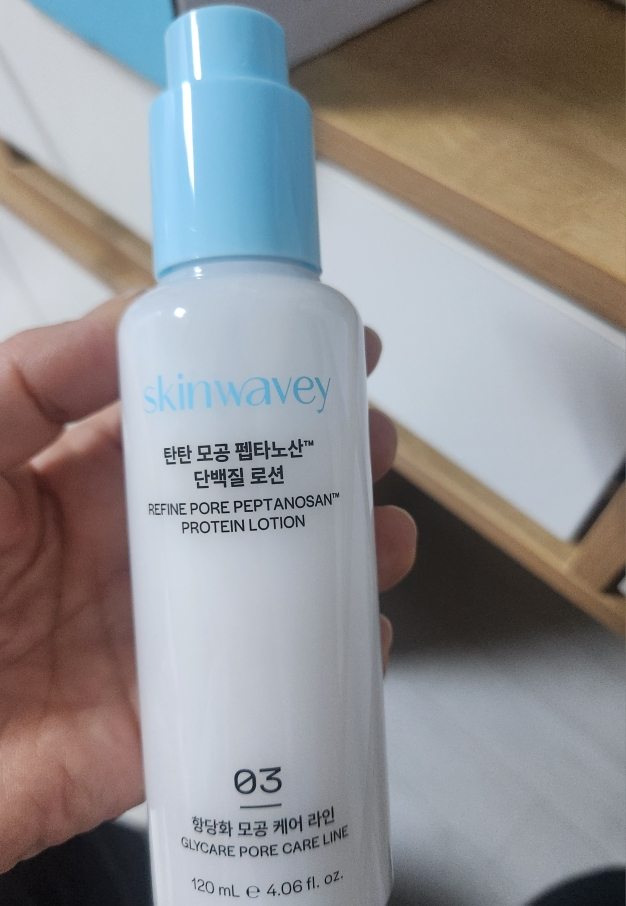 skinwavey
탄탄 모공 펩타노산™
단백질 로션
REFINE PORE PEPTANOSAN™
PROTEIN LOTION
03
항당화 모공 케어 라인
GLYCARE PORE CARE LINE
120 mL ℮ 4.06 fl. oz.